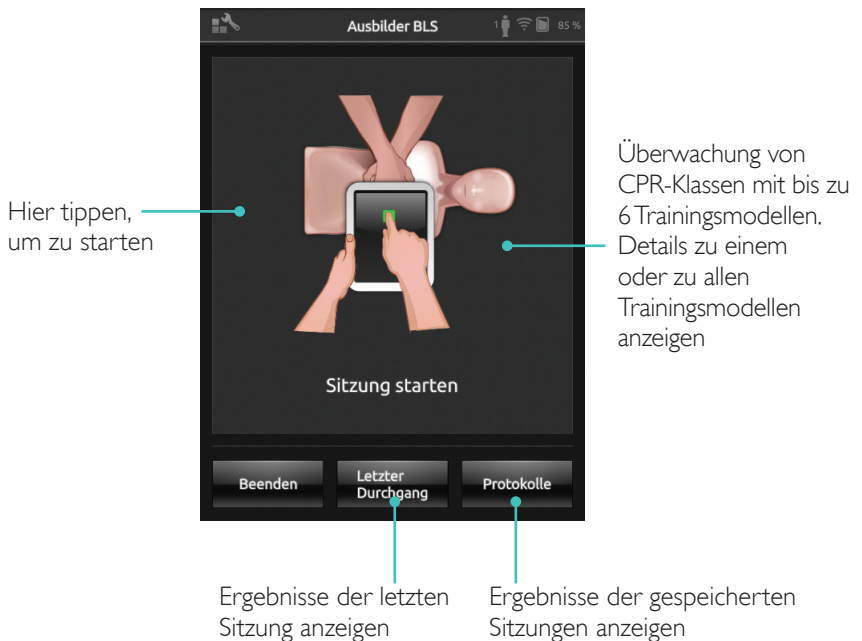 Ausbilder BLS
1
85 %
Hier tippen,
um zu starten
Überwachung von
CPR-Klassen mit bis zu
6 Trainingsmodellen.
Details zu einem
oder zu allen
Trainingsmodellen
anzeigen
Sitzung starten
Beenden
Letzter
Durchgang
Protokolle
Ergebnisse der letzten
Sitzung anzeigen
Ergebnisse der gespeicherten
Sitzungen anzeigen